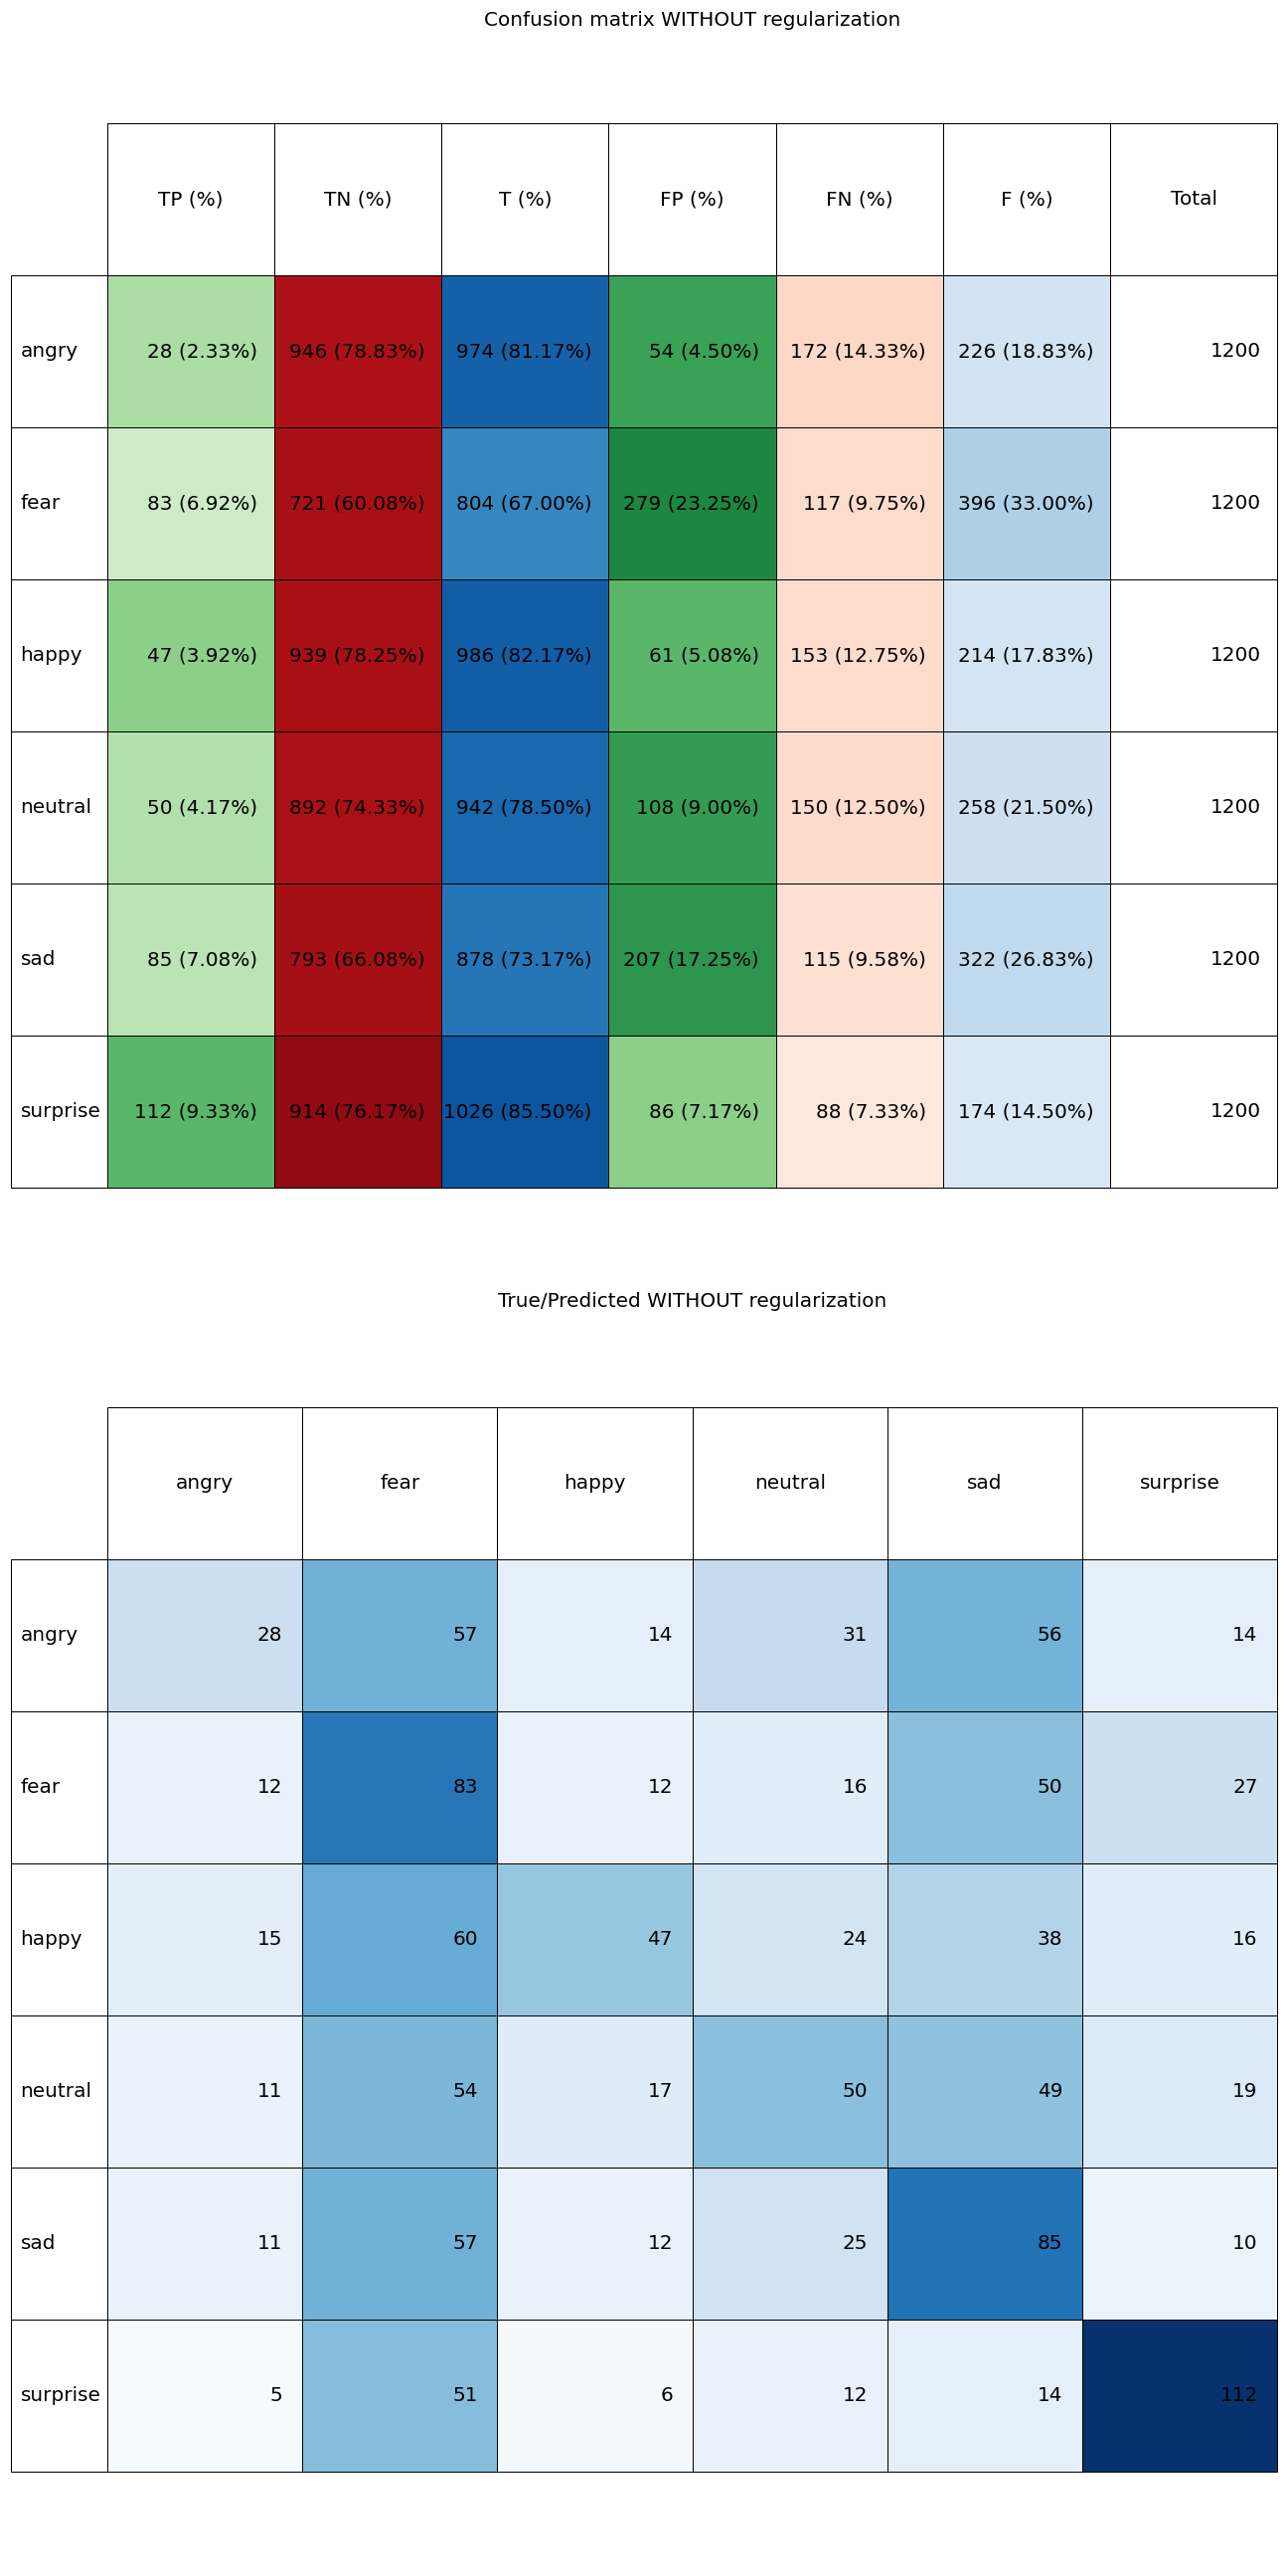 Confusion matrix WITHOUT regularization
TP (%) TN (%) T (%) FP (%) FN (%) F (%) Total
angry 28 (2.33%) 946 (78.83%) 974 (81.17%) 54 (4.50%) 172 (14.33%) 226 (18.83%) 1200
fear 83 (6.92%) 721 (60.08%) 804 (67.00%) 279 (23.25%) 117 (9.75%) 396 (33.00%) 1200
happy 47 (3.92%) 939 (78.25%) 986 (82.17%) 61 (5.08%) 153 (12.75%) 214 (17.83%) 1200
neutral 50 (4.17%) 892 (74.33%) 942 (78.50%) 108 (9.00%) 150 (12.50%) 258 (21.50%) 1200
sad 85 (7.08%) 793 (66.08%) 878 (73.17%) 207 (17.25%) 115 (9.58%) 322 (26.83%) 1200
surprise 112 (9.33%) 914 (76.17%) 1026 (85.50%) 86 (7.17%) 88 (7.33%) 174 (14.50%) 1200
True/Predicted WITHOUT regularization
angry fear happy neutral sad surprise
angry 28 57 14 31 56 14
fear 12 83 12 16 50 27
happy 15 60 47 24 38 16
neutral 11 54 17 50 49 19
sad 11 57 12 25 85 10
surprise 5 51 6 12 14 112